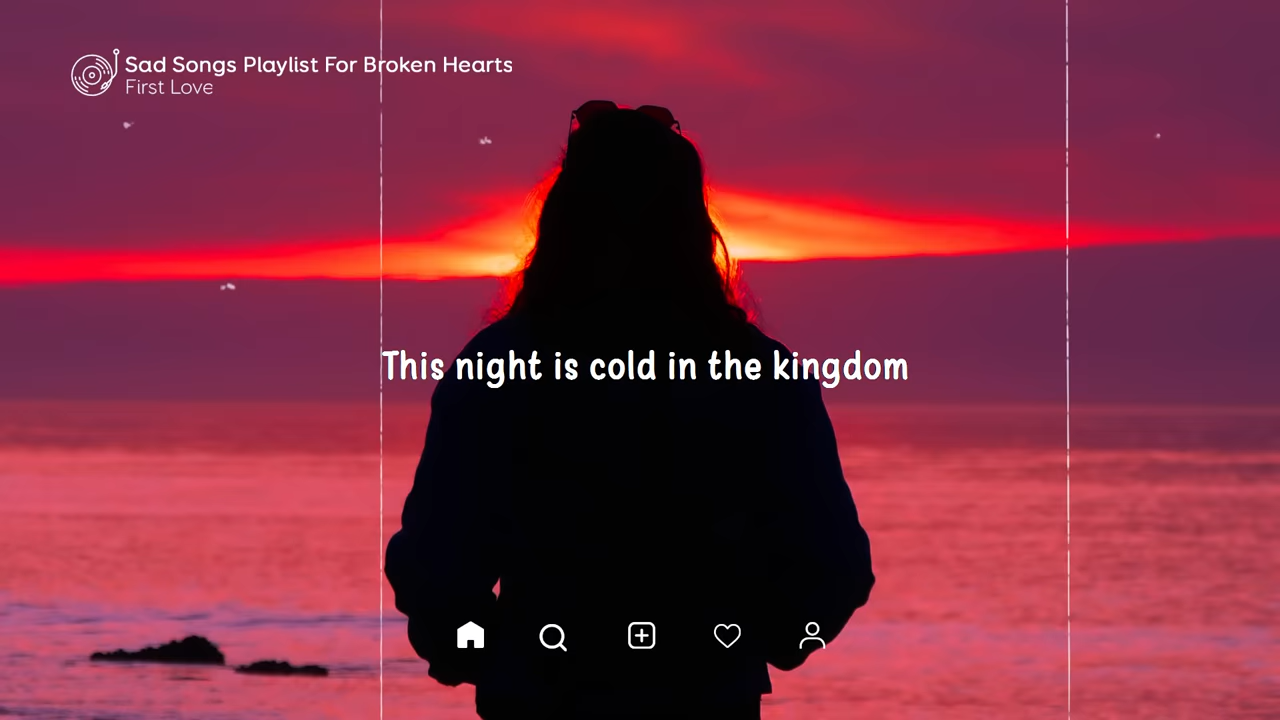 Sad Songs Playlist For Broken Hearts
First Love
This night is cold in the kingdom